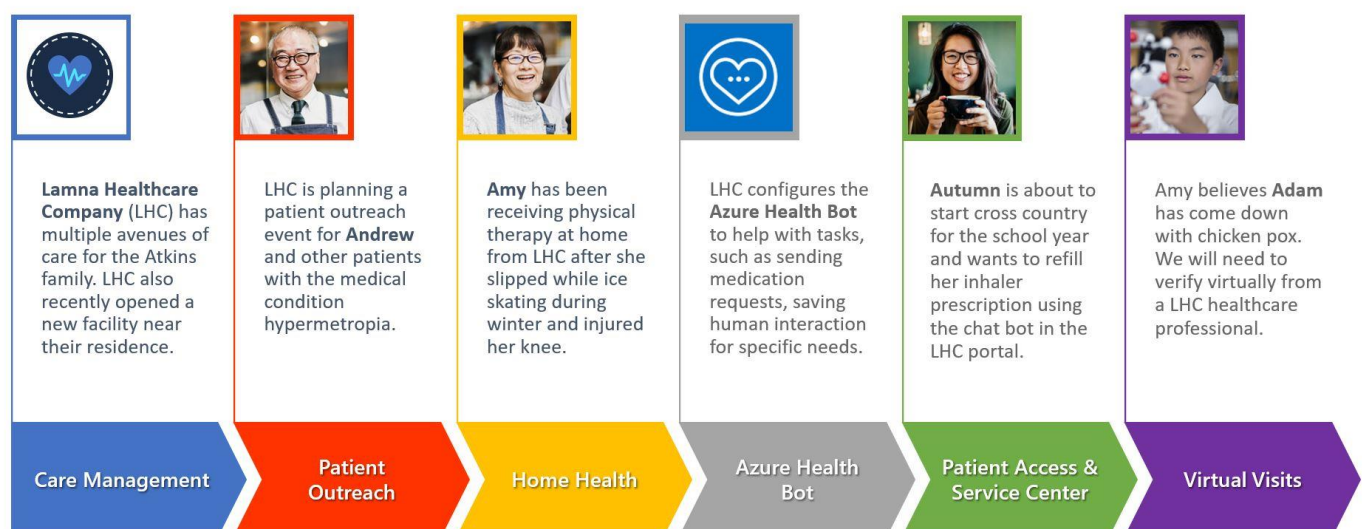 Lamna Healthcare
Company (LHC) has
multiple avenues of
care for the Atkins
family. LHC also
recently opened a
new facility near
their residence.
LHC is planning a
patient outreach
event for Andrew
and other patients
with the medical
condition
hypermetropia.
Amy has been
receiving physical
therapy at home
from LHC after she
slipped while ice
skating during
winter and injured
her knee.
LHC configures the
Azure Health Bot
to help with tasks,
such as sending
medication
requests, saving
human interaction
for specific needs.
Autumn is about to
start cross country
for the school year
and wants to refill
her inhaler
prescription using
the chat bot in the
LHC portal.
Amy believes Adam
has come down
with chicken pox.
We will need to
verify virtually from
a LHC healthcare
professional.
Care Management
Patient
Outreach
Home Health
Azure Health
Bot
Patient Access &
Service Center
Virtual Visits